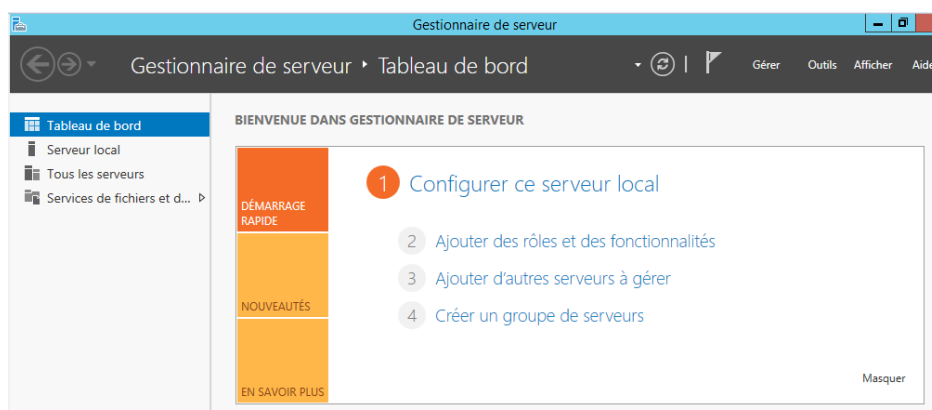 Gestionnaire de serveur
Gestionnaire de serveur ‣ Tableau de bord
Gérer Outils Afficher Aide
Tableau de bord
Serveur local
Tous les serveurs
Services de fichiers et d...
BIENVENUE DANS GESTIONNAIRE DE SERVEUR
DÉMARRAGE
RAPIDE
NOUVEAUTÉS
EN SAVOIR PLUS
1 Configurer ce serveur local
2 Ajouter des rôles et des fonctionnalités
3 Ajouter d'autres serveurs à gérer
4 Créer un groupe de serveurs
Masquer